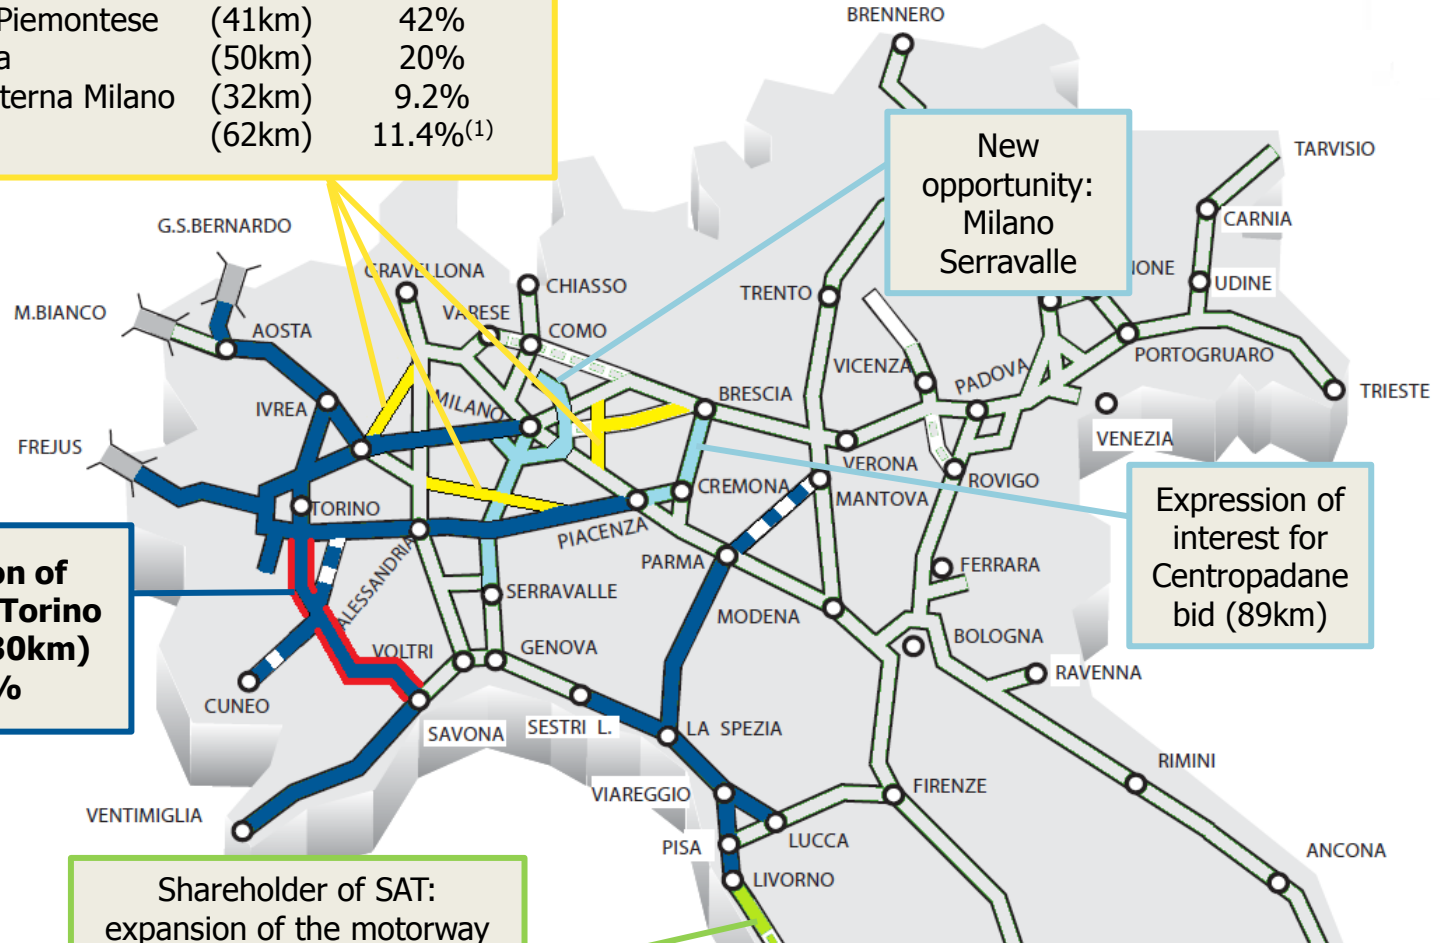 Piemontese (41km) 42%
a (50km) 20%
terna Milano (32km) 9.2%
(62km) 11.4%(1)
BRENNERO
New
opportunity:
Milano
Serravalle
TARVISIO
CARNIA
NONE
UDINE
G.S.BERNARDO
GRAVELLONA
CHIASSO
TRENTO
M.BIANCO
AOSTA
VARESE
COMO
PORTOGRUARO
VICENZA
PADOVA
TRIESTE
IVREA
MILANO
BRESCIA
VENEZIA
FREJUS
VERONA
CREMONA
MANTOVA
ROVIGO
TORINO
PIACENZA
Expression of
interest for
Centropadane
bid (89km)
ALESSANDRIA
PARMA
FERRARA
on of
Torino
30km)
%
SERRAVALLE
MODENA
BOLOGNA
VOLTRI
GENOVA
RAVENNA
CUNEO
SAVONA
SESTRI L.
LA SPEZIA
RIMINI
VIAREGGIO
FIRENZE
VENTIMIGLIA
PISA
LUCCA
ANCONA
LIVORNO
Shareholder of SAT:
expansion of the motorway